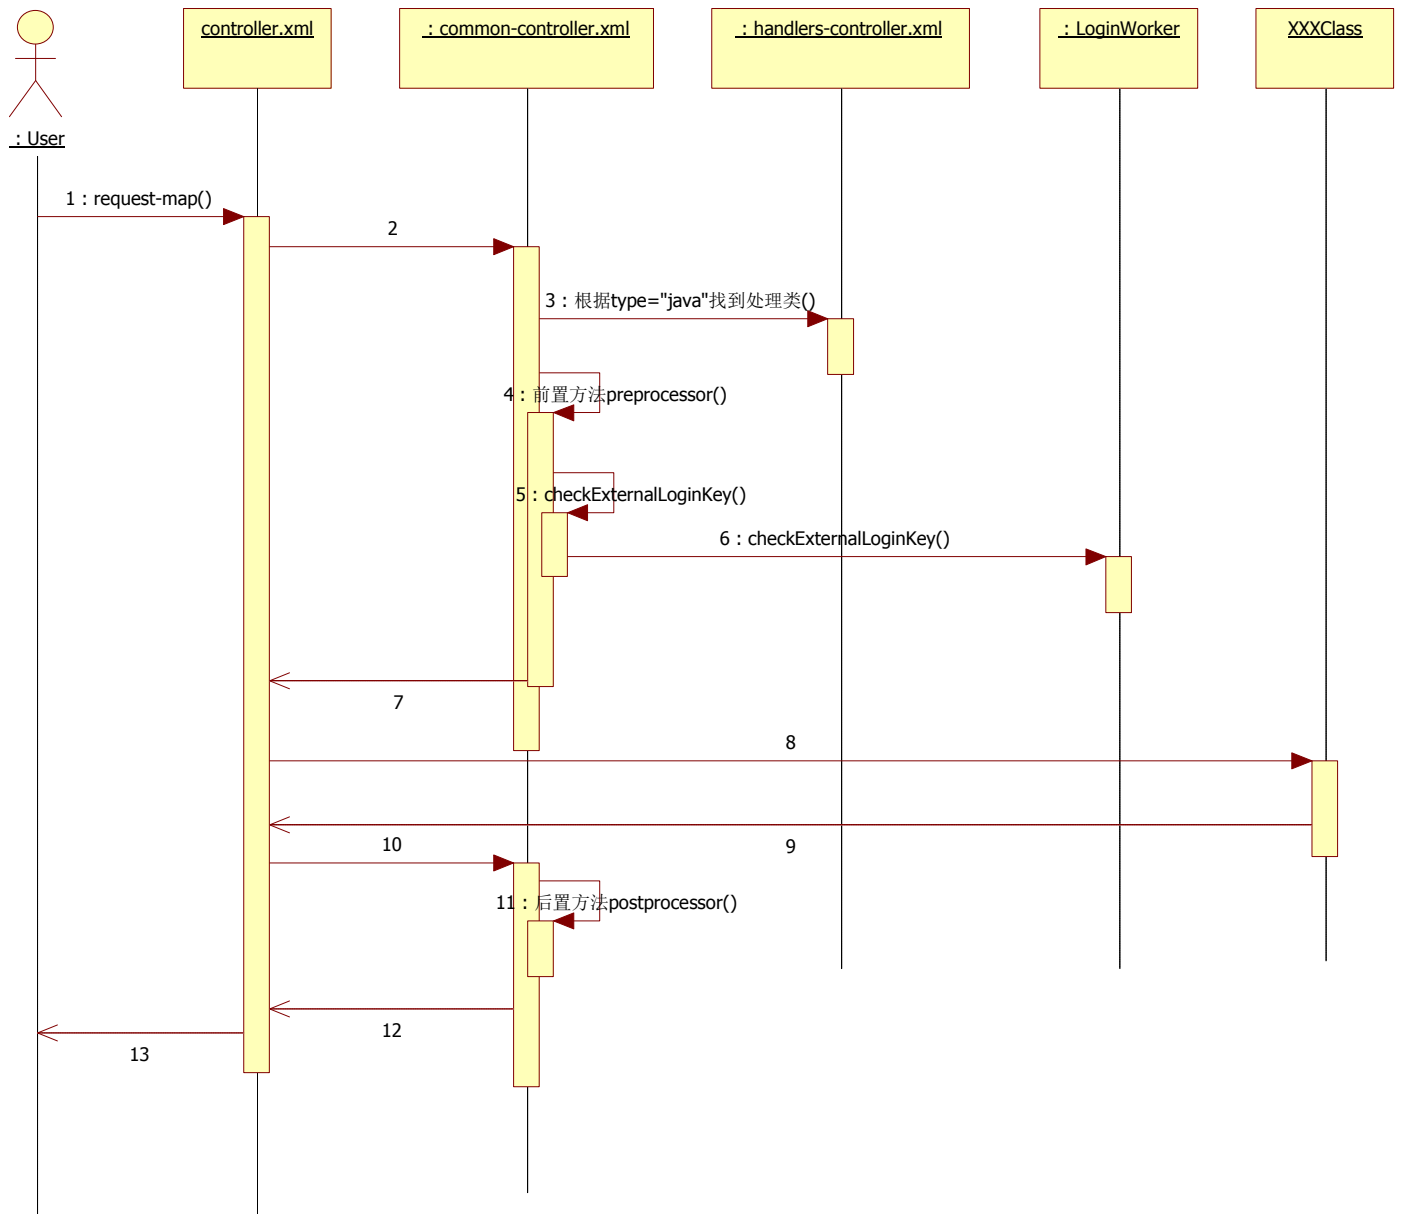 controller.xml
: common-controller.xml
: handlers-controller.xml
: LoginWorker
XXXClass
: User
1 : request-map()
2
3 : 根据type="java"找到处理类()
4 : 前置方法preprocessor()
5 : checkExternalLoginKey()
6 : checkExternalLoginKey()
7
8
9
10
11 : 后置方法postprocessor()
12
13